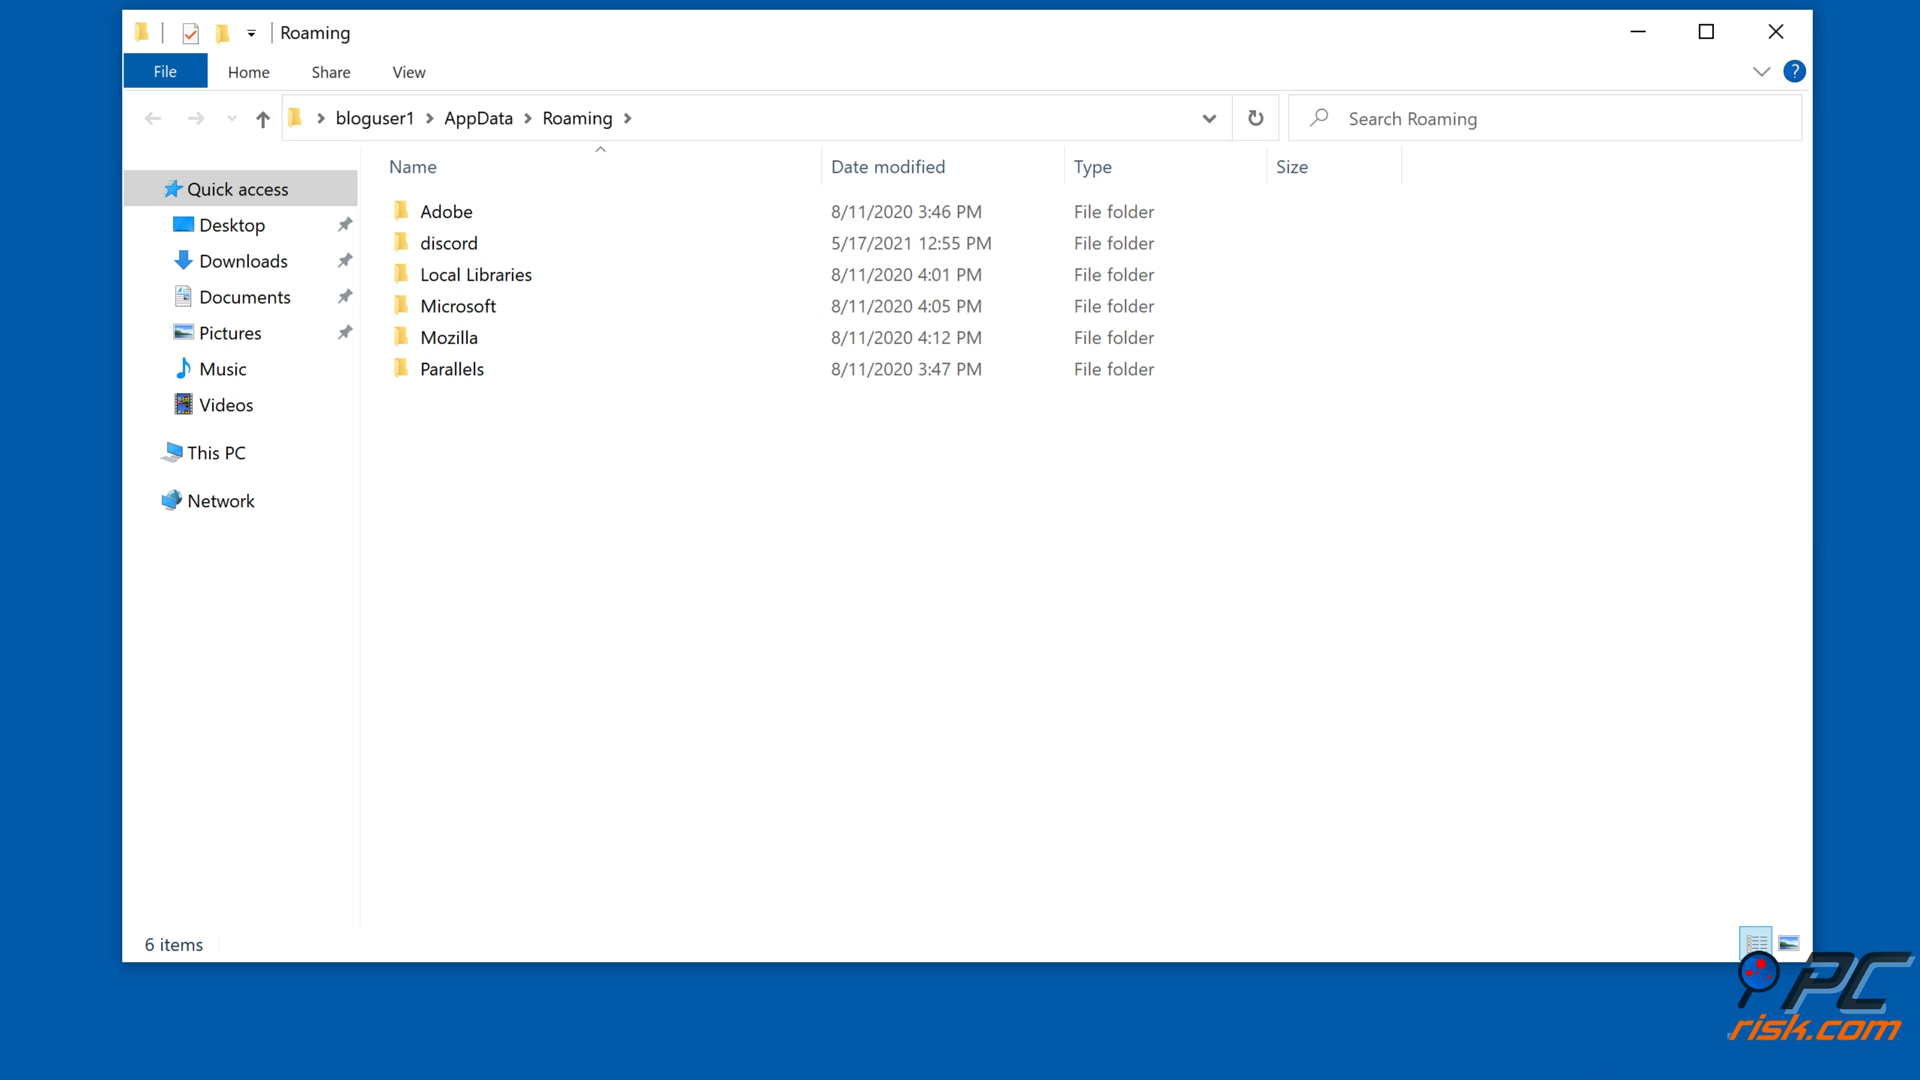 Roaming
File Home Share View ?
bloguser1 AppData Roaming Search Roaming
Name Date modified Type Size
Quick access
Desktop
Downloads
Documents
Pictures
Music
Videos
This PC
Network
Adobe 8/11/2020 3:46 PM File folder
discord 5/17/2021 12:55 PM File folder
Local Libraries 8/11/2020 4:01 PM File folder
Microsoft 8/11/2020 4:05 PM File folder
Mozilla 8/11/2020 4:12 PM File folder
Parallels 8/11/2020 3:47 PM File folder
6 items
PC
risk.com